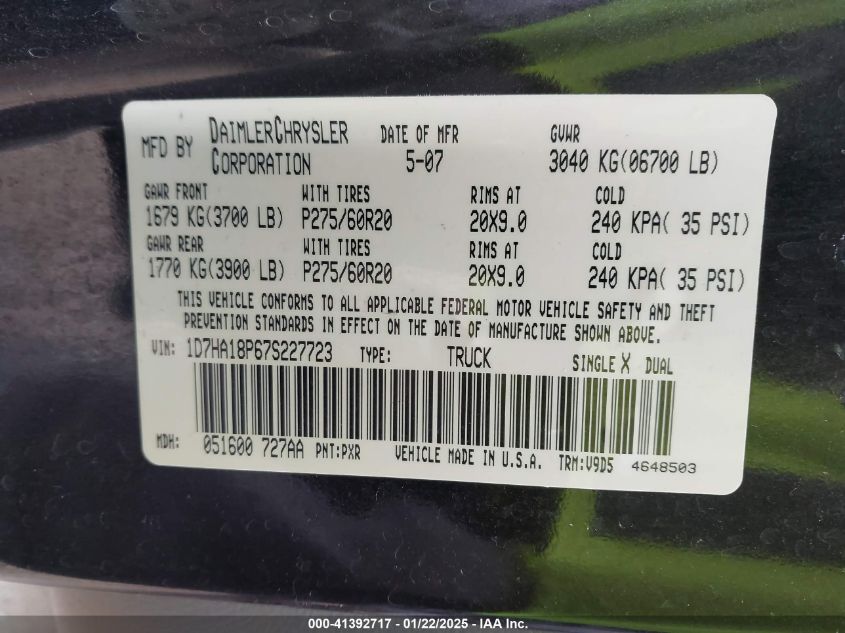 MFD BY DAIMLERCHRYSLER CORPORATION DATE OF MFR 5-07 GVWR 3040 KG(06700 LB)
GAWR FRONT WITH TIRES RIMS AT COLD
1679 KG(3700 LB) P275/60R20 20X9.0 240 KPA( 35 PSI)
GAWR REAR WITH TIRES RIMS AT COLD
1770 KG(3900 LB) P275/60R20 20X9.0 240 KPA( 35 PSI)
THIS VEHICLE CONFORMS TO ALL APPLICABLE FEDERAL MOTOR VEHICLE SAFETY AND THEFT
PREVENTION STANDARDS IN EFFECT ON THE DATE OF MANUFACTURE SHOWN ABOVE.
VIN: 1D7HA18P67S227723 TYPE: TRUCK SINGLE X DUAL
MDH: 051600 727AA PNT:PXR VEHICLE MADE IN U.S.A. TRM:V9D5 4648503
000-41392717 - 01/22/2025 - IAA Inc.